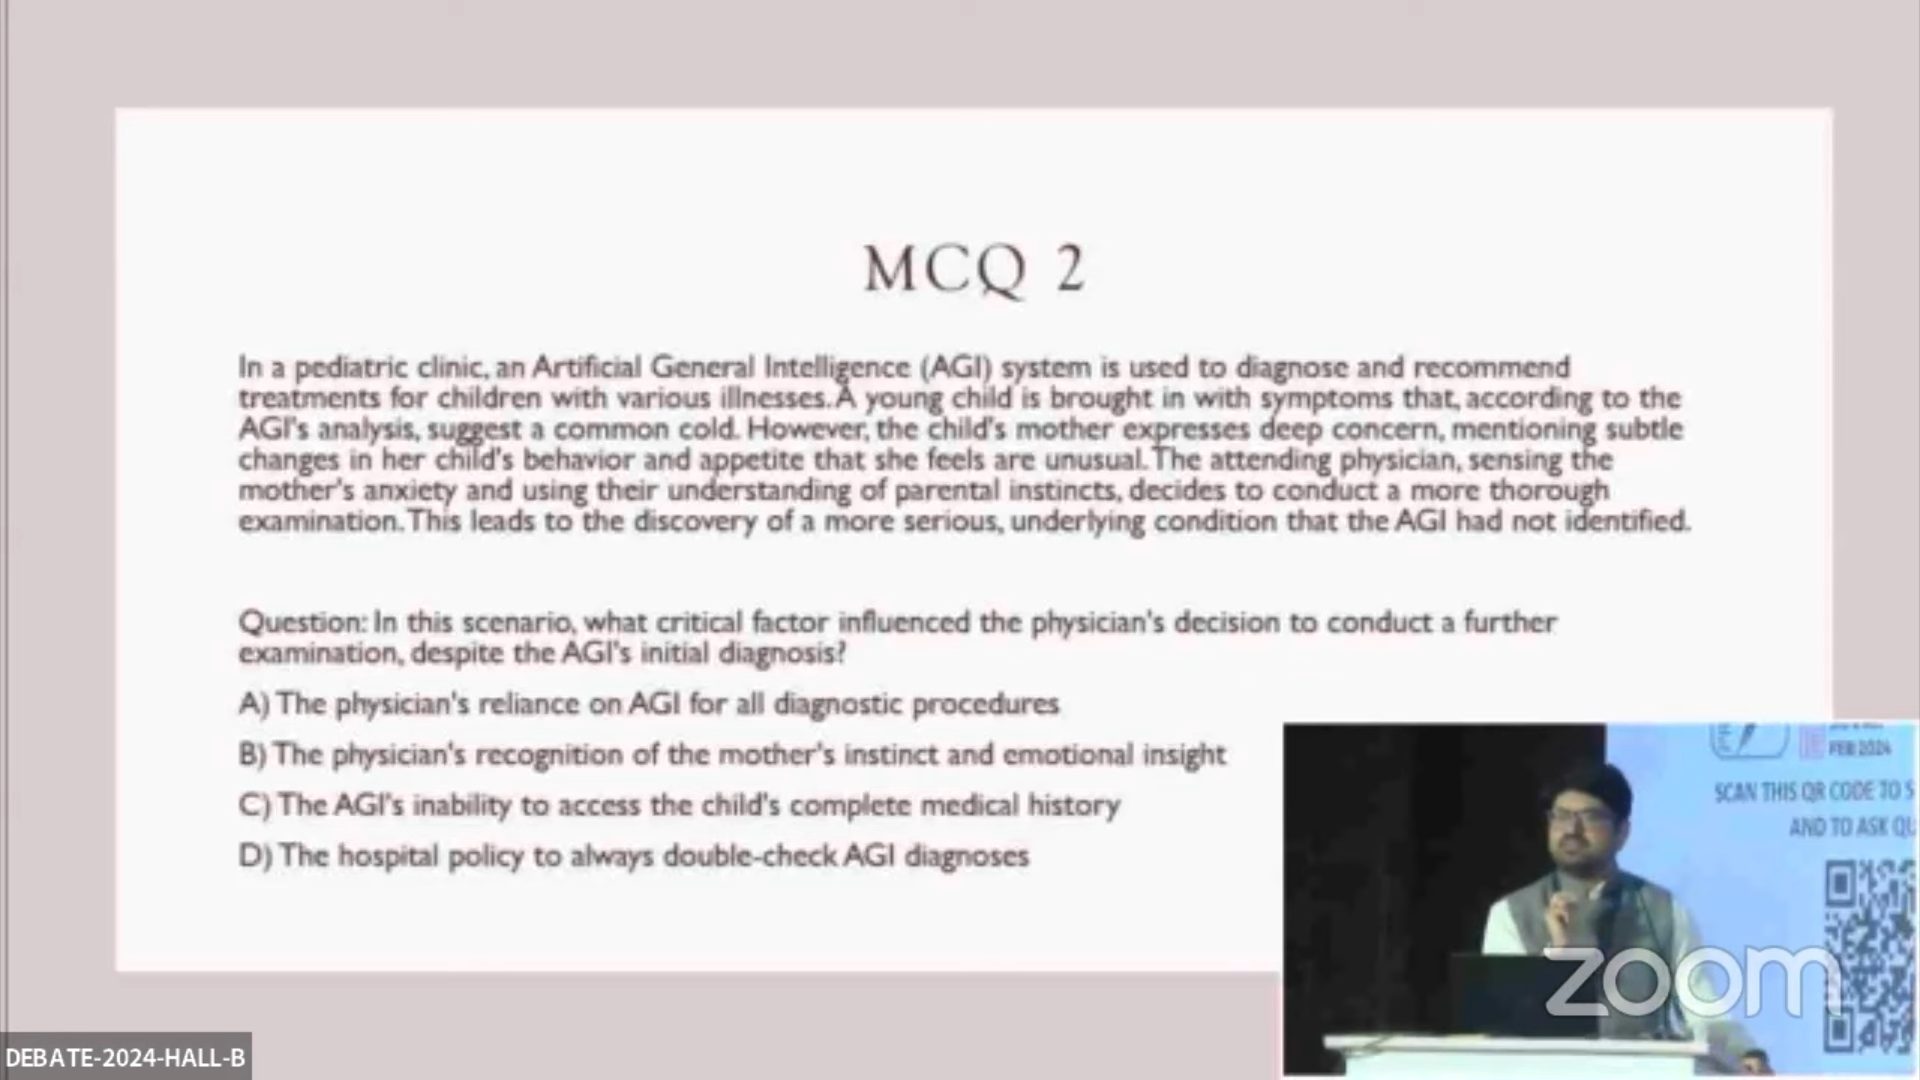 MCQ 2
In a pediatric clinic, an Artificial General Intelligence (AGI) system is used to diagnose and recommend
treatments for children with various illnesses. A young child is brought in with symptoms that, according to the
AGI's analysis, suggest a common cold. However, the child's mother expresses deep concern, mentioning subtle
changes in her child's behavior and appetite that she feels are unusual. The attending physician, sensing the
mother's anxiety and using their understanding of parental instincts, decides to conduct a more thorough
examination. This leads to the discovery of a more serious, underlying condition that the AGI had not identified.
Question: In this scenario, what critical factor influenced the physician's decision to conduct a further
examination, despite the AGI's initial diagnosis?
A) The physician's reliance on AGI for all diagnostic procedures
B) The physician's recognition of the mother's instinct and emotional insight
C) The AGI's inability to access the child's complete medical history
D) The hospital policy to always double-check AGI diagnoses
FEB 2024
SCAN THIS QR CODE TO S
AND TO ASK QU
zoom
DEBATE-2024-HALL-B